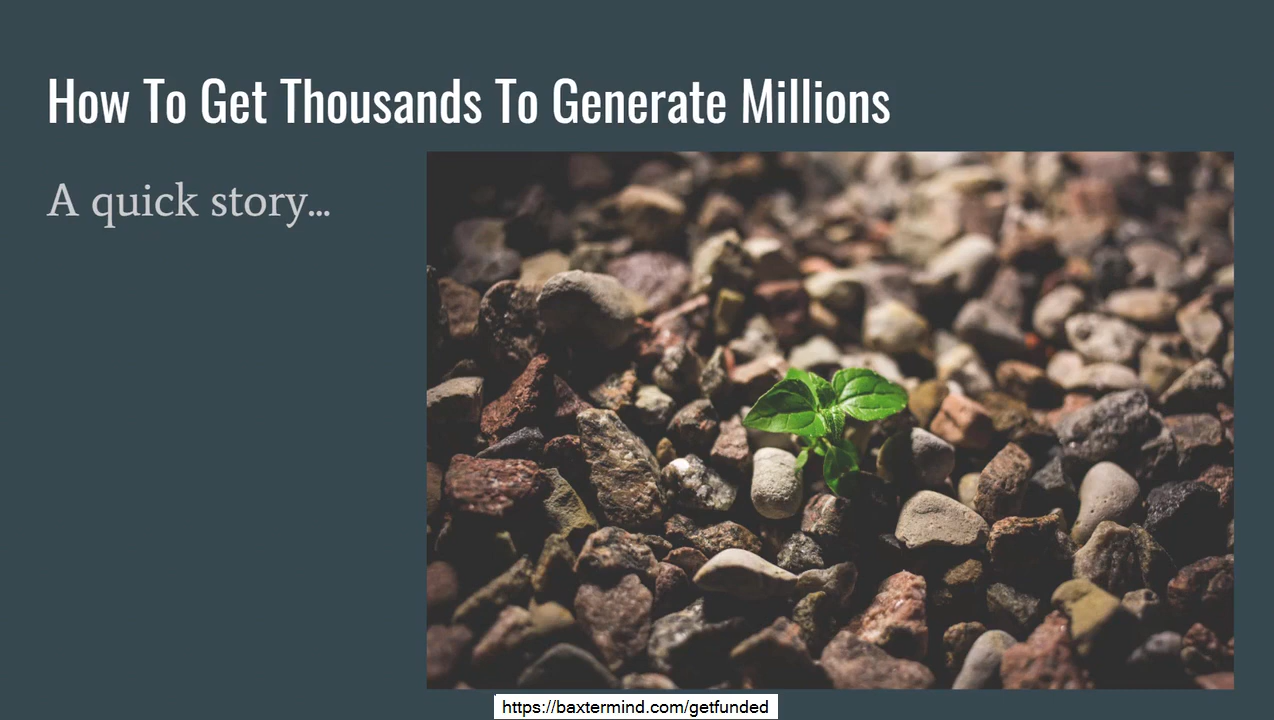 How To Get Thousands To Generate Millions
A quick story...
https://baxtermind.com/getfunded